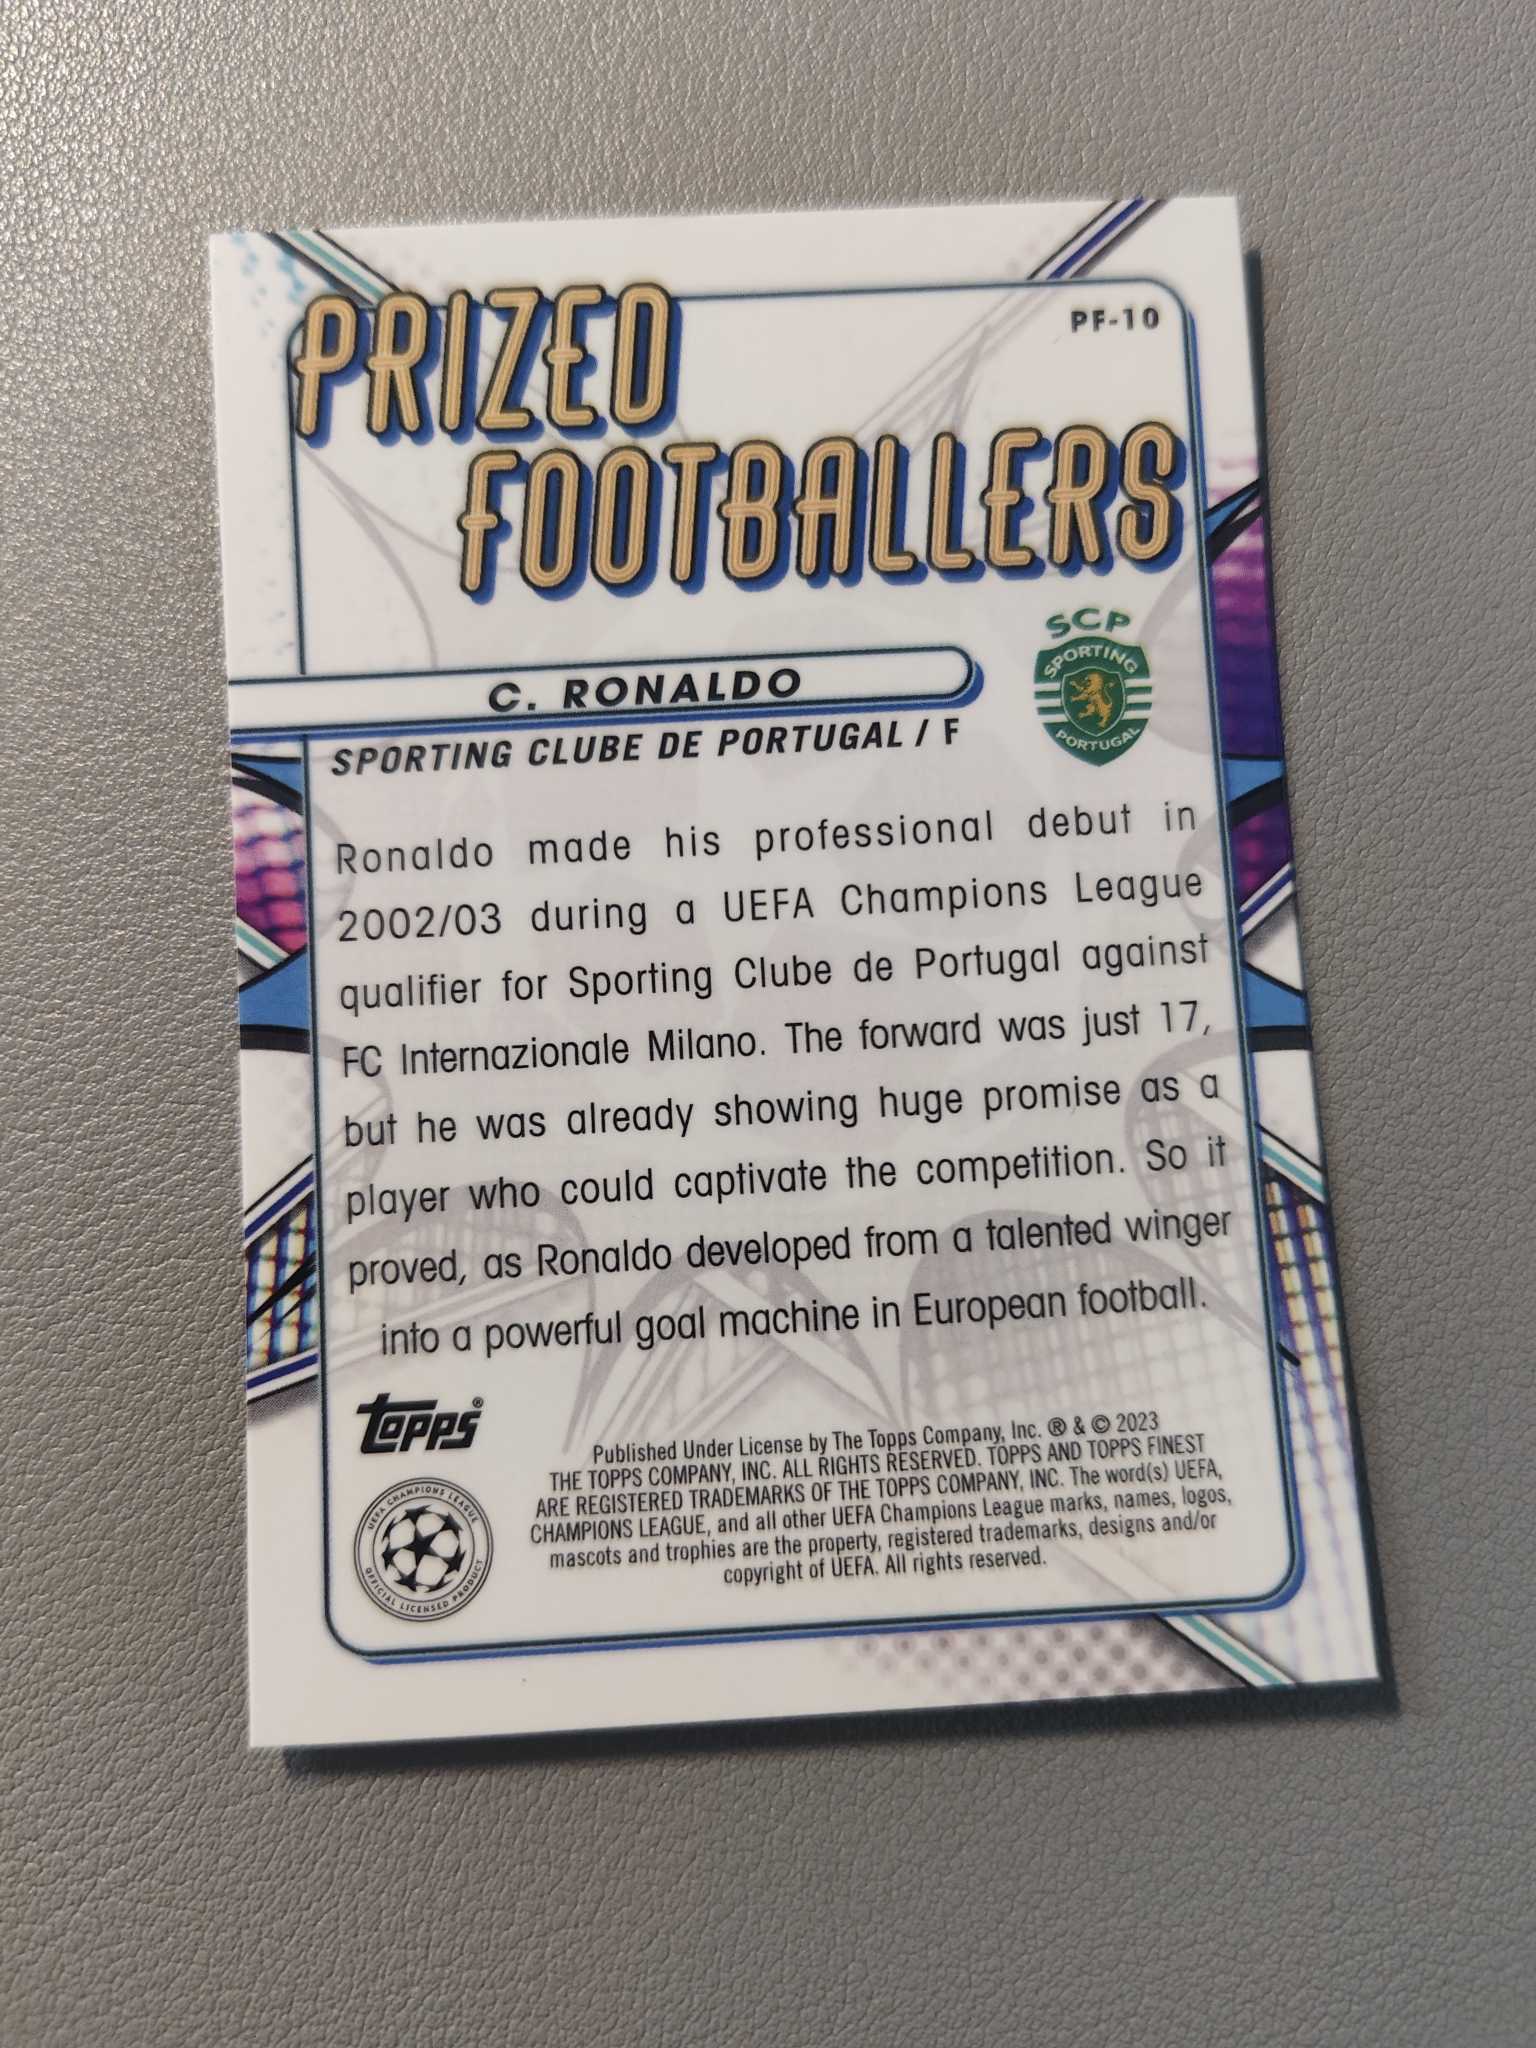 PRIZED
FOOTBALLERS
PF-10
SCP
SPORTING
PORTUGAL
C. RONALDO
SPORTING CLUBE DE PORTUGAL / F
Ronaldo made his professional debut in
2002/03 during a UEFA Champions League
qualifier for Sporting Clube de Portugal against
FC Internazionale Milano. The forward was just 17,
but he was already showing huge promise as a
player who could captivate the competition. So it
proved, as Ronaldo developed from a talented winger
into a powerful goal machine in European football.
topps®
UEFA CHAMPIONS LEAGUE
OFFICIAL LICENSED PRODUCT
Published Under License by The Topps Company, Inc. ® & © 2023
THE TOPPS COMPANY, INC. ALL RIGHTS RESERVED. TOPPS AND TOPPS FINEST
ARE REGISTERED TRADEMARKS OF THE TOPPS COMPANY, INC. The word(s) UEFA,
CHAMPIONS LEAGUE, and all other UEFA Champions League marks, names, logos,
mascots and trophies are the property, registered trademarks, designs and/or
copyright of UEFA. All rights reserved.